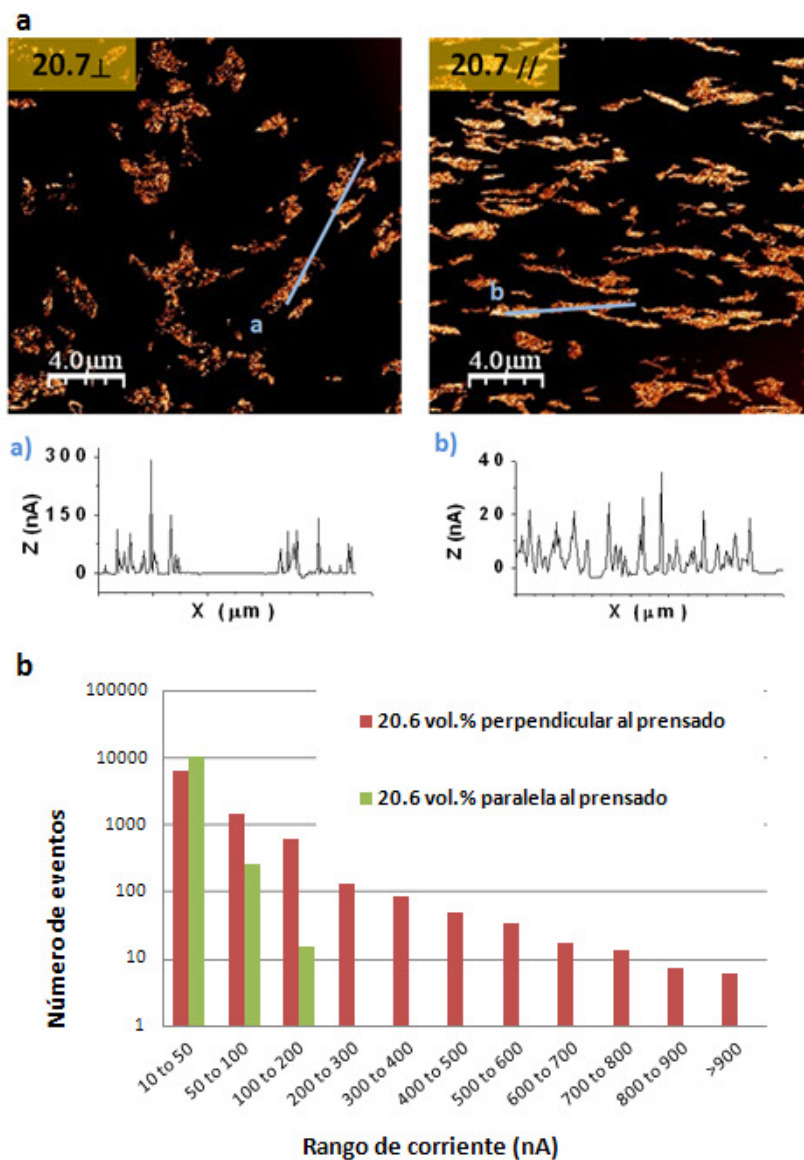 a
20.7⊥
20.7 //
a
b
4.0µm
4.0µm
a)
300
150
0
Z (nA)
X (µm)
b)
40
20
0
Z (nA)
X (µm)
b
100000
10000
1000
100
10
1
Número de eventos
20.6 vol.% perpendicular al prensado
20.6 vol.% paralela al prensado
10 to 50
50 to 100
100 to 200
200 to 300
300 to 400
400 to 500
500 to 600
600 to 700
700 to 800
800 to 900
>900
Rango de corriente (nA)